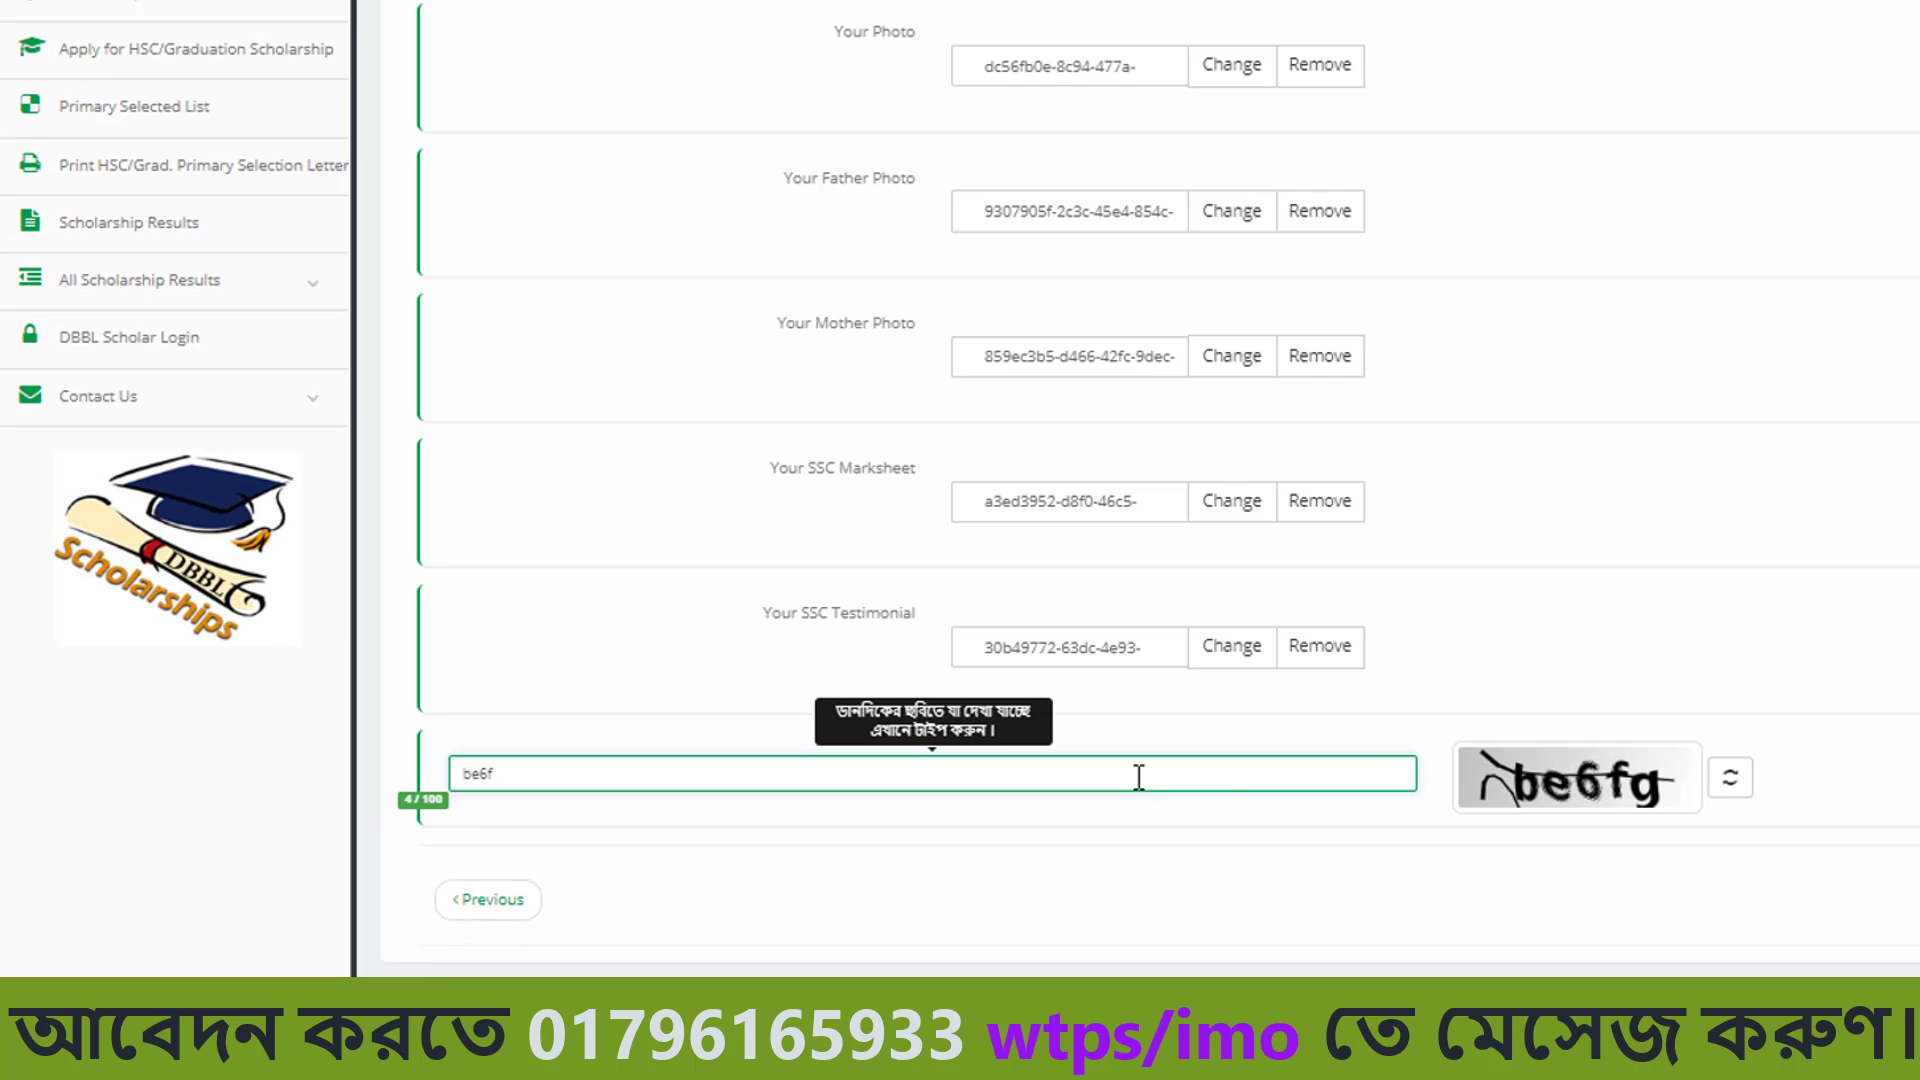 Apply for HSC/Graduation Scholarship
Primary Selected List
Print HSC/Grad. Primary Selection Letter
Scholarship Results
All Scholarship Results
DBBL Scholar Login
Contact Us
DBBL
Scholarships
Your Photo
dc56fb0e-8c94-477a-
Change
Remove
Your Father Photo
9307905f-2c3c-45e4-854c-
Change
Remove
Your Mother Photo
859ec3b5-d466-42fc-9dec-
Change
Remove
Your SSC Marksheet
a3ed3952-d8f0-46c5-
Change
Remove
Your SSC Testimonial
30b49772-63dc-4e93-
Change
Remove
ডানদিকের ছবিতে যা দেখা যাচ্ছে
এখানে টাইপ করুন ।
be6f
4 / 100
be6fg
Previous
আবেদন করতে 01796165933 wtps/imo তে মেসেজ করুণ।